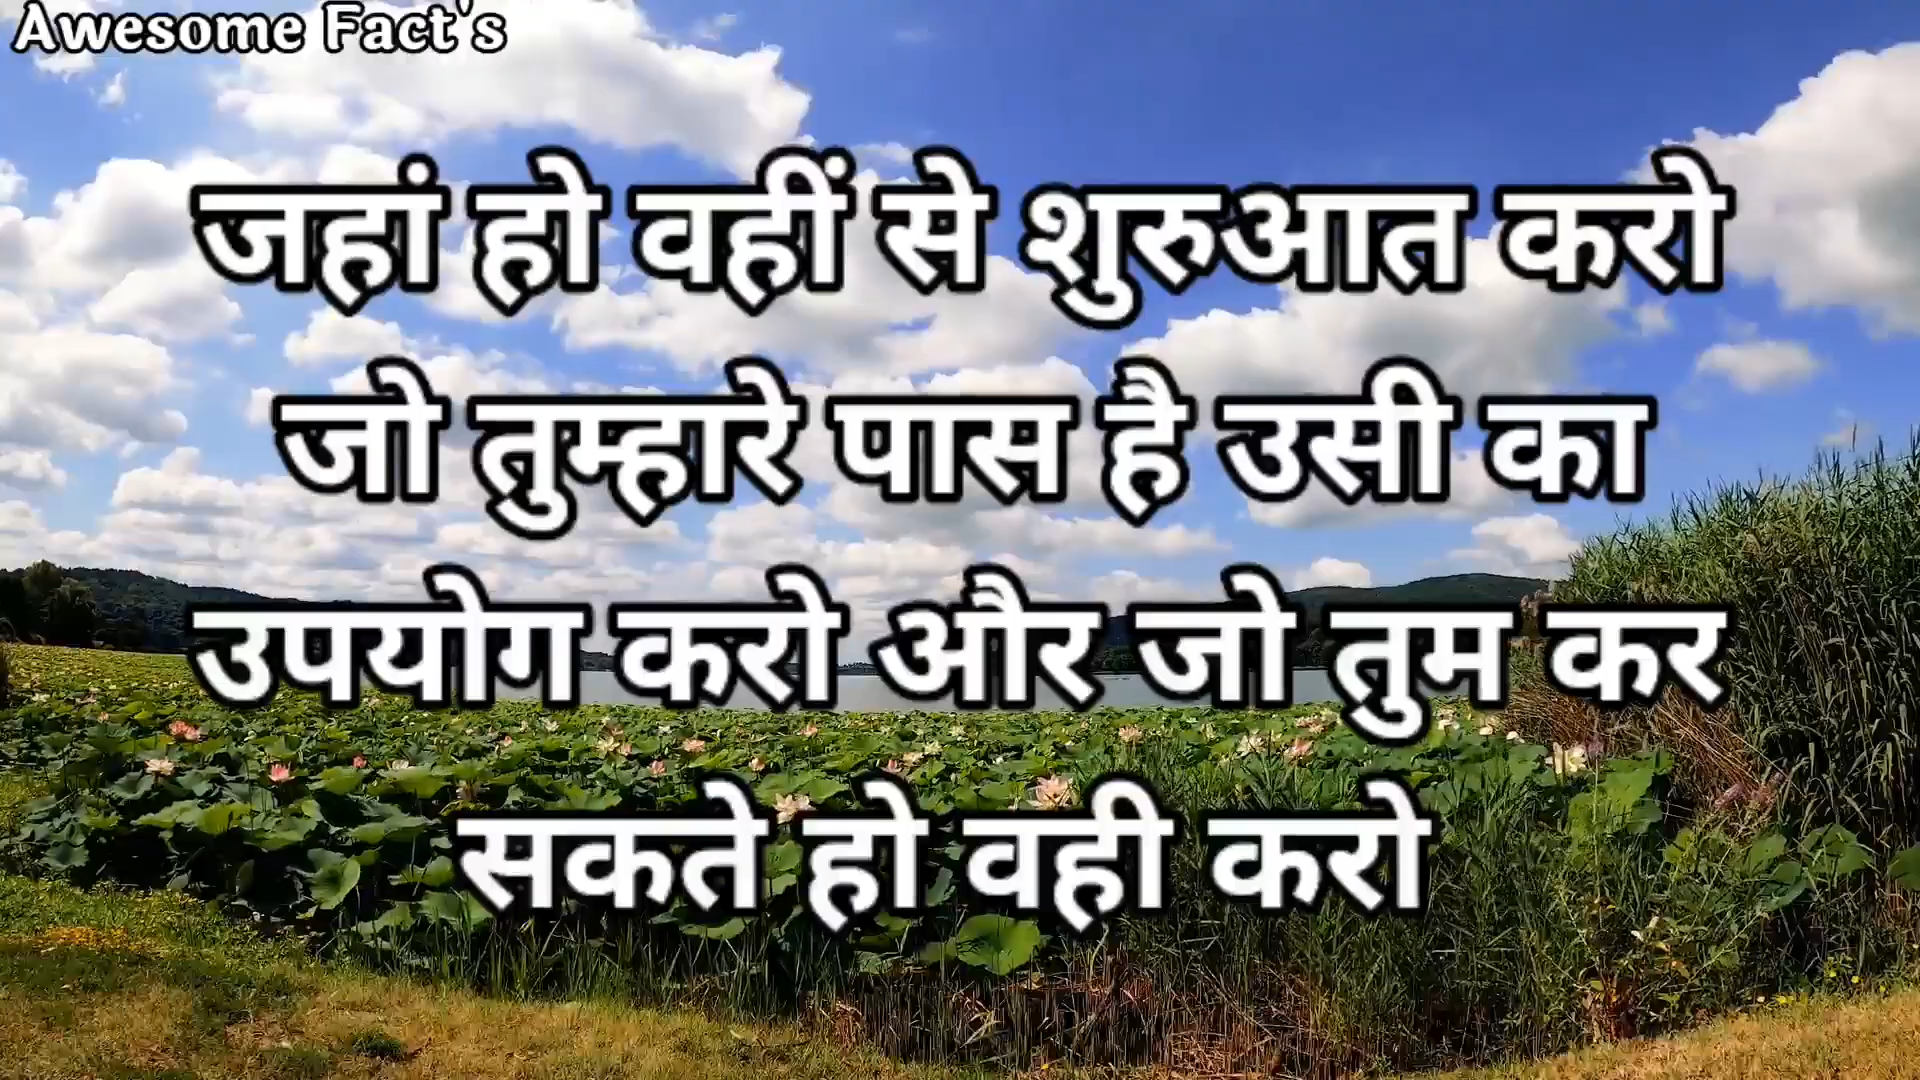 Awesome Fact's
जहां हो वहीं से शुरुआत करो
जो तुम्हारे पास है उसी का
उपयोग करो और जो तुम कर
सकते हो वही करो